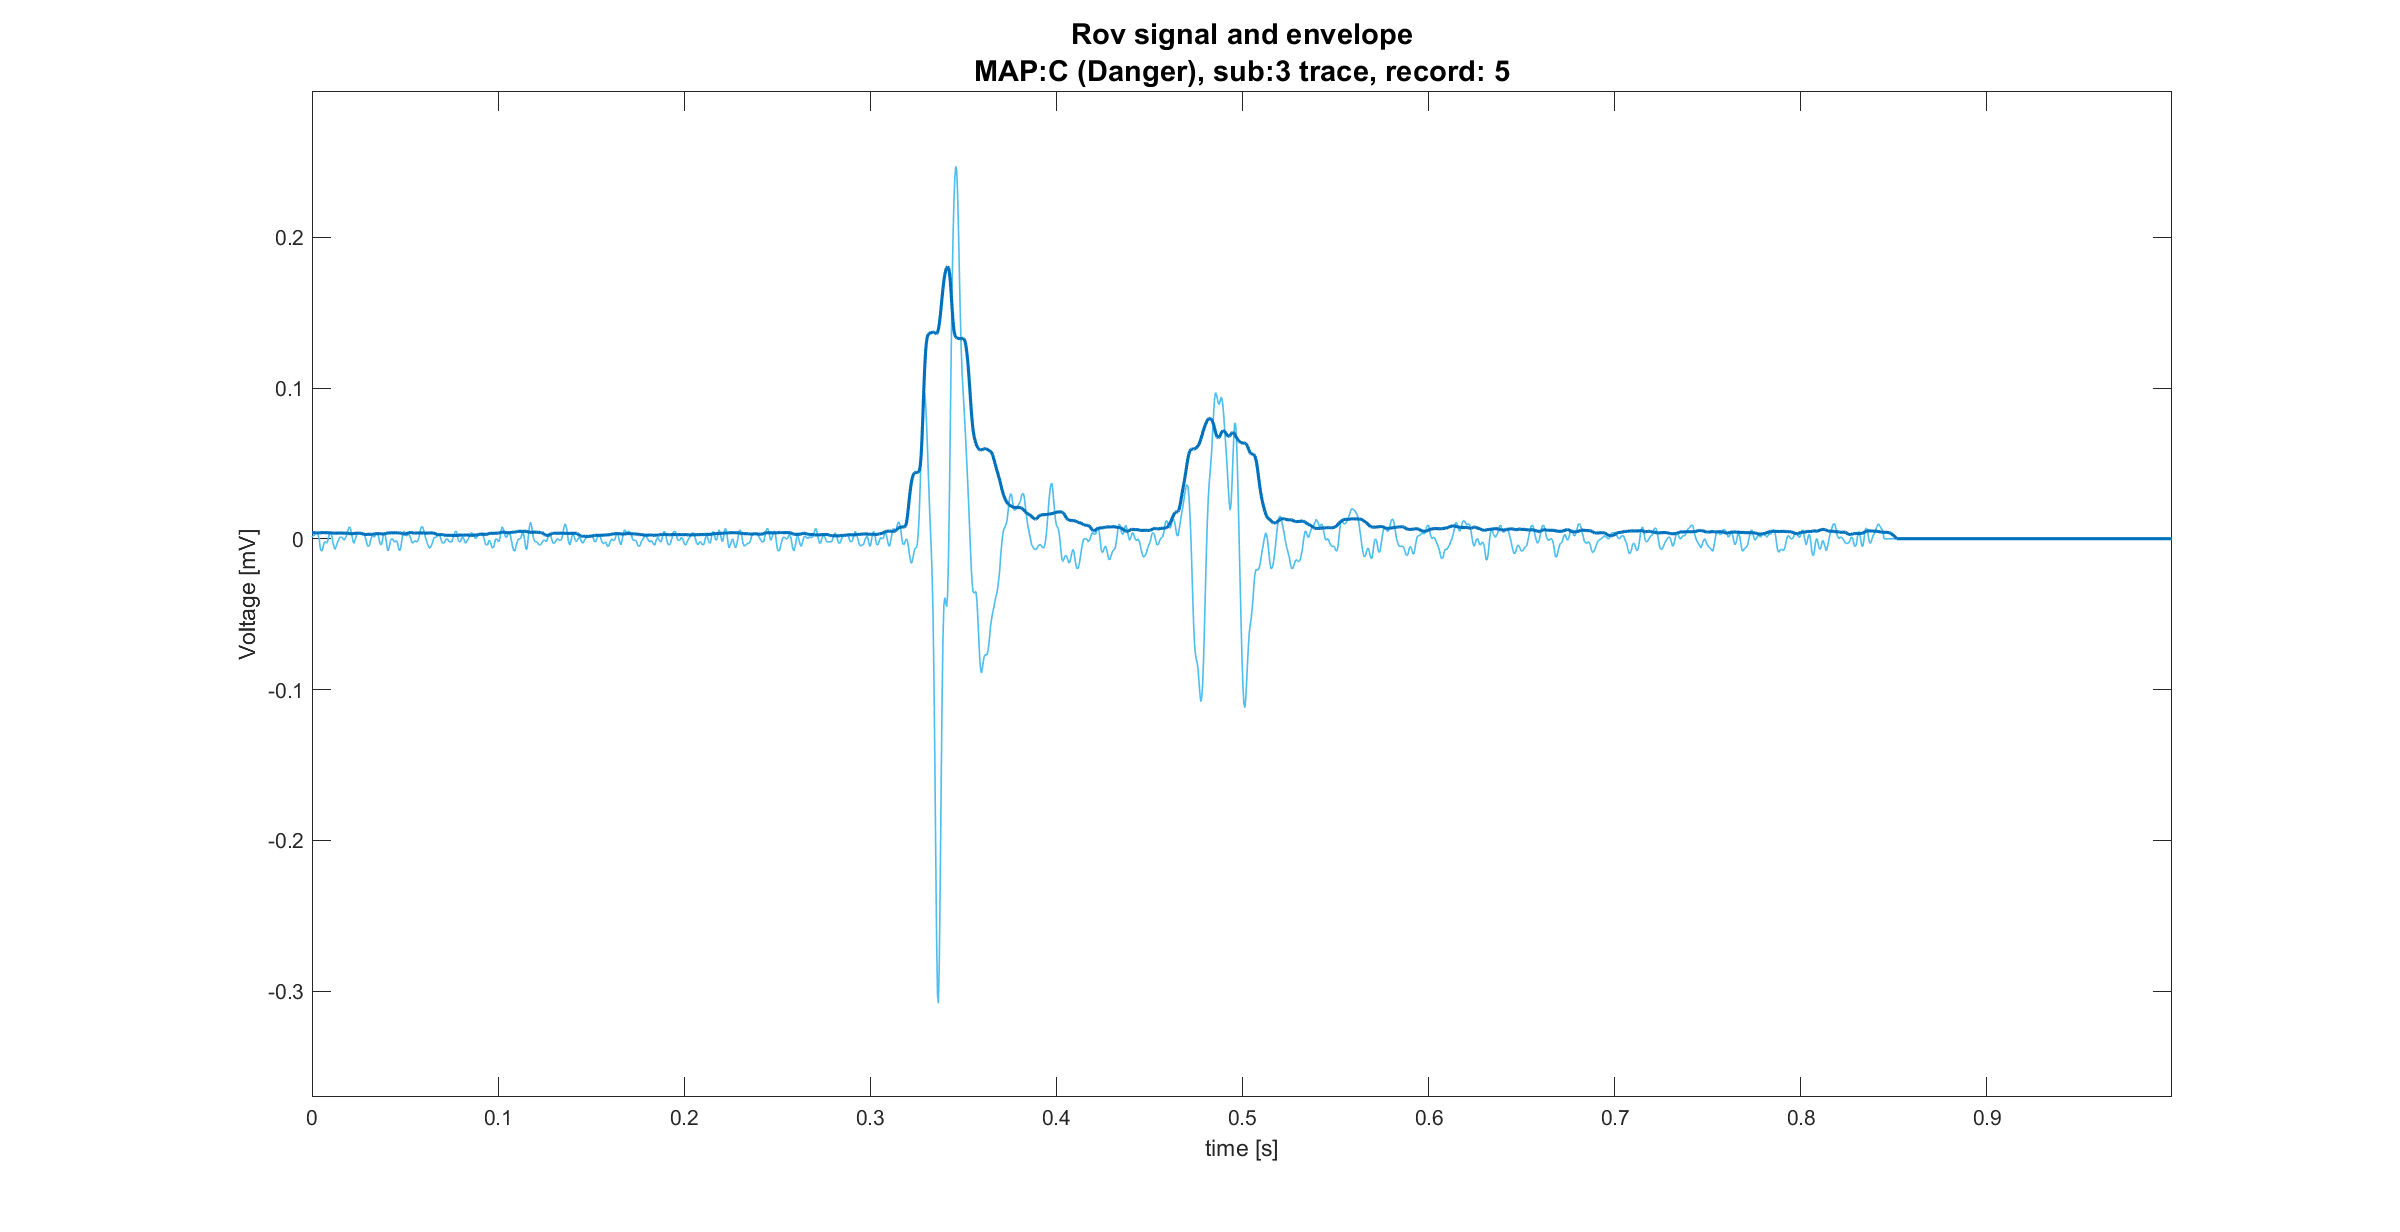 Rov signal and envelope
MAP:C (Danger), sub:3 trace, record: 5
0.2
0.1
0
-0.1
-0.2
-0.3
Voltage [mV]
0 0.1 0.2 0.3 0.4 0.5 0.6 0.7 0.8 0.9
time [s]